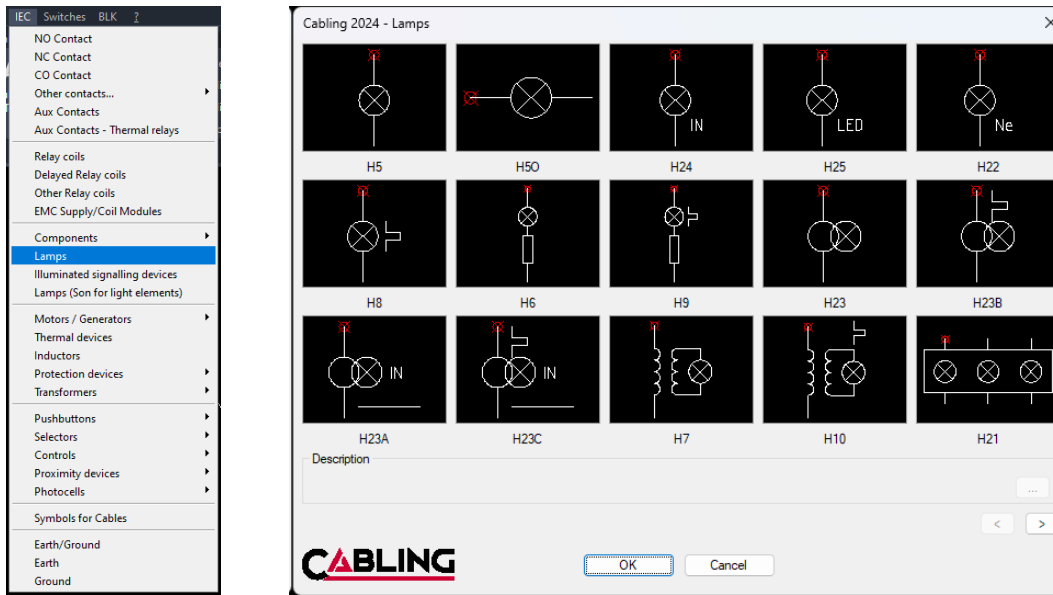 IEC Switches BLK ?
NO Contact
NC Contact
CO Contact
Other contacts...
Aux Contacts
Aux Contacts - Thermal relays
Relay coils
Delayed Relay coils
Other Relay coils
EMC Supply/Coil Modules
Components
Lamps
Illuminated signalling devices
Lamps (Son for light elements)
Motors / Generators
Thermal devices
Inductors
Protection devices
Transformers
Pushbuttons
Selectors
Controls
Proximity devices
Photocells
Symbols for Cables
Earth/Ground
Earth
Ground
Cabling 2024 - Lamps
IN LED Ne
H5 H5O H24 H25 H22
H8 H6 H9 H23 H23B
IN IN
H23A H23C H7 H10 H21
Description
...
< >
CABLING
OK Cancel